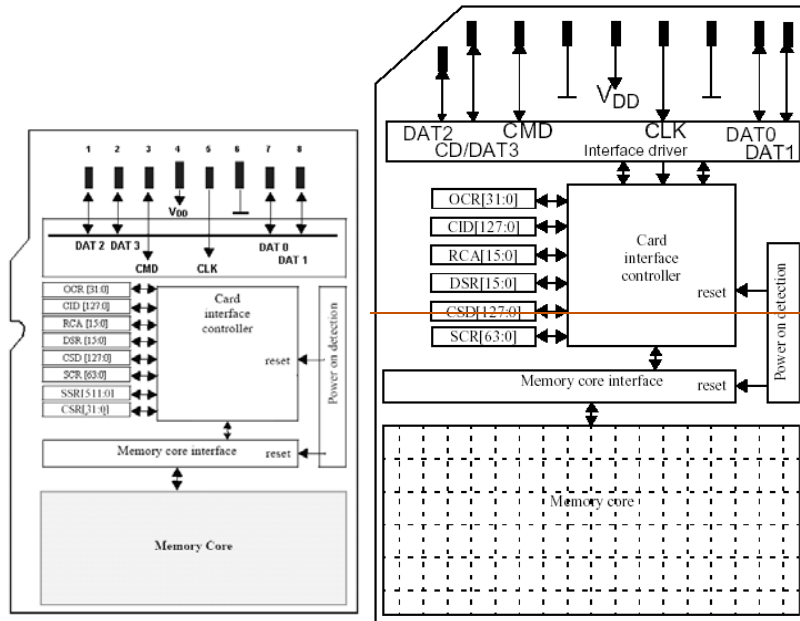 1 2 3 4 5 6 7 8
VDD
DAT 2 DAT 3 DAT 0
DAT 1
CMD CLK
OCR [31:0]
CID [127:0]
RCA [15:0]
DSR [15:0]
CSD [127:0]
SCR [63:0]
SSR[511:0]
CSR[31:0]
Card
interface
controller
reset
Power on detection
Memory core interface
reset
Memory Core
VDD
DAT2 CMD CLK DAT0
CD/DAT3 Interface driver DAT1
OCR[31:0]
CID[127:0]
RCA[15:0]
DSR[15:0]
CSD[127:0]
SCR[63:0]
Card
interface
controller
reset
Power on detection
Memory core interface
reset
Memory core